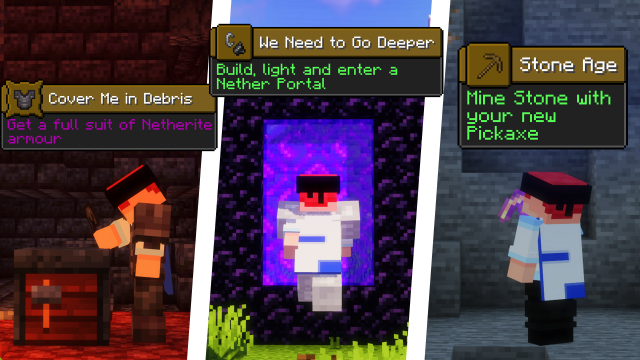 Cover Me in Debris
Get a full suit of Netherite
armour
We Need to Go Deeper
Build, light and enter a
Nether Portal
Stone Age
Mine Stone with
your new
Pickaxe